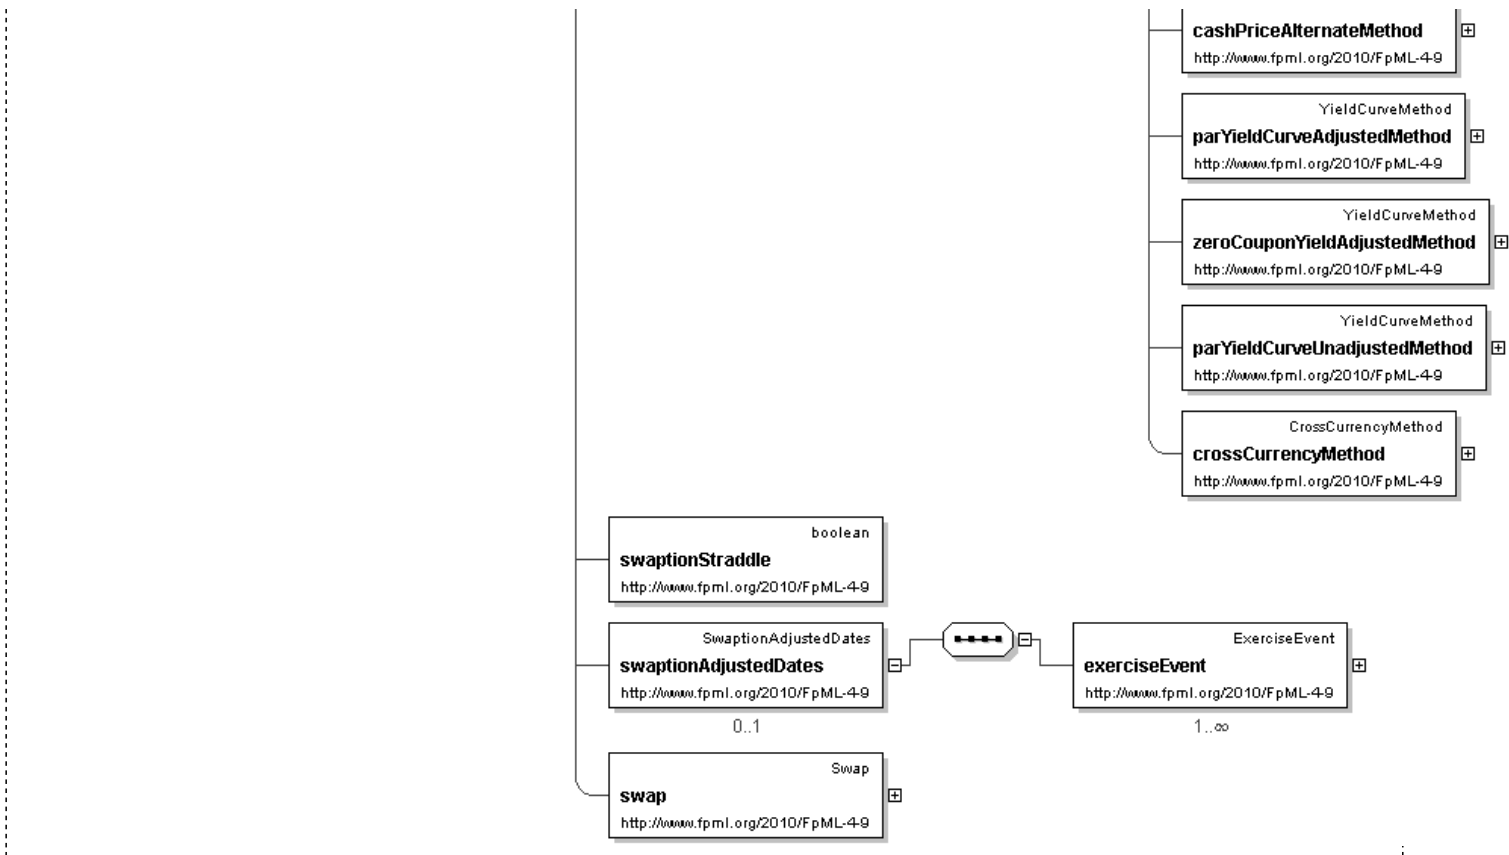 cashPriceAlternateMethod
http://www.fpml.org/2010/FpML-4-9
YieldCurveMethod
parYieldCurveAdjustedMethod
http://www.fpml.org/2010/FpML-4-9
YieldCurveMethod
zeroCouponYieldAdjustedMethod
http://www.fpml.org/2010/FpML-4-9
YieldCurveMethod
parYieldCurveUnadjustedMethod
http://www.fpml.org/2010/FpML-4-9
CrossCurrencyMethod
crossCurrencyMethod
http://www.fpml.org/2010/FpML-4-9
boolean
swaptionStraddle
http://www.fpml.org/2010/FpML-4-9
SwaptionAdjustedDates
swaptionAdjustedDates
http://www.fpml.org/2010/FpML-4-9
0..1
ExerciseEvent
exerciseEvent
http://www.fpml.org/2010/FpML-4-9
1..∞
Swap
swap
http://www.fpml.org/2010/FpML-4-9